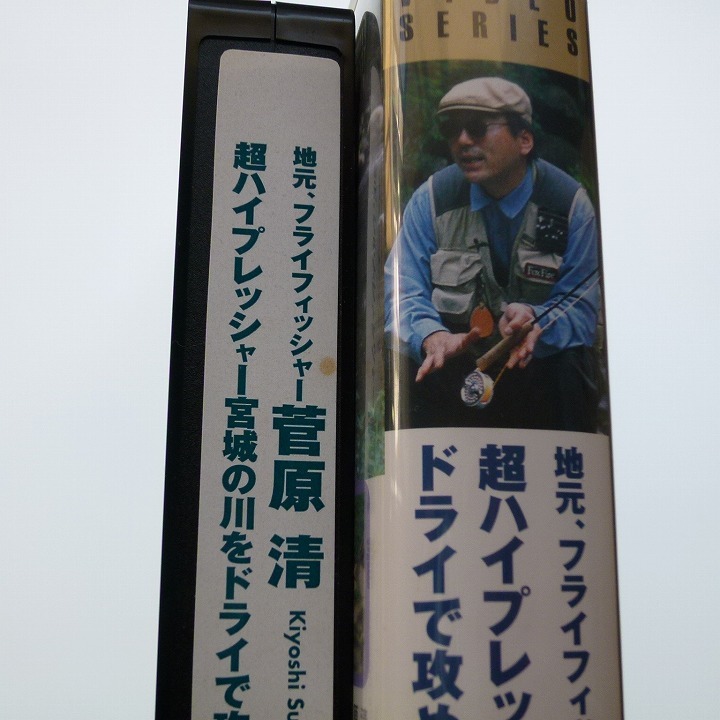 地元、フライフィッシャー 菅原 清 Kiyoshi Su
超ハイプレッシャー宮城の川をドライで攻
VIDEO
SERIES
地元、フライフィ
超ハイプレッ
ドライで攻め